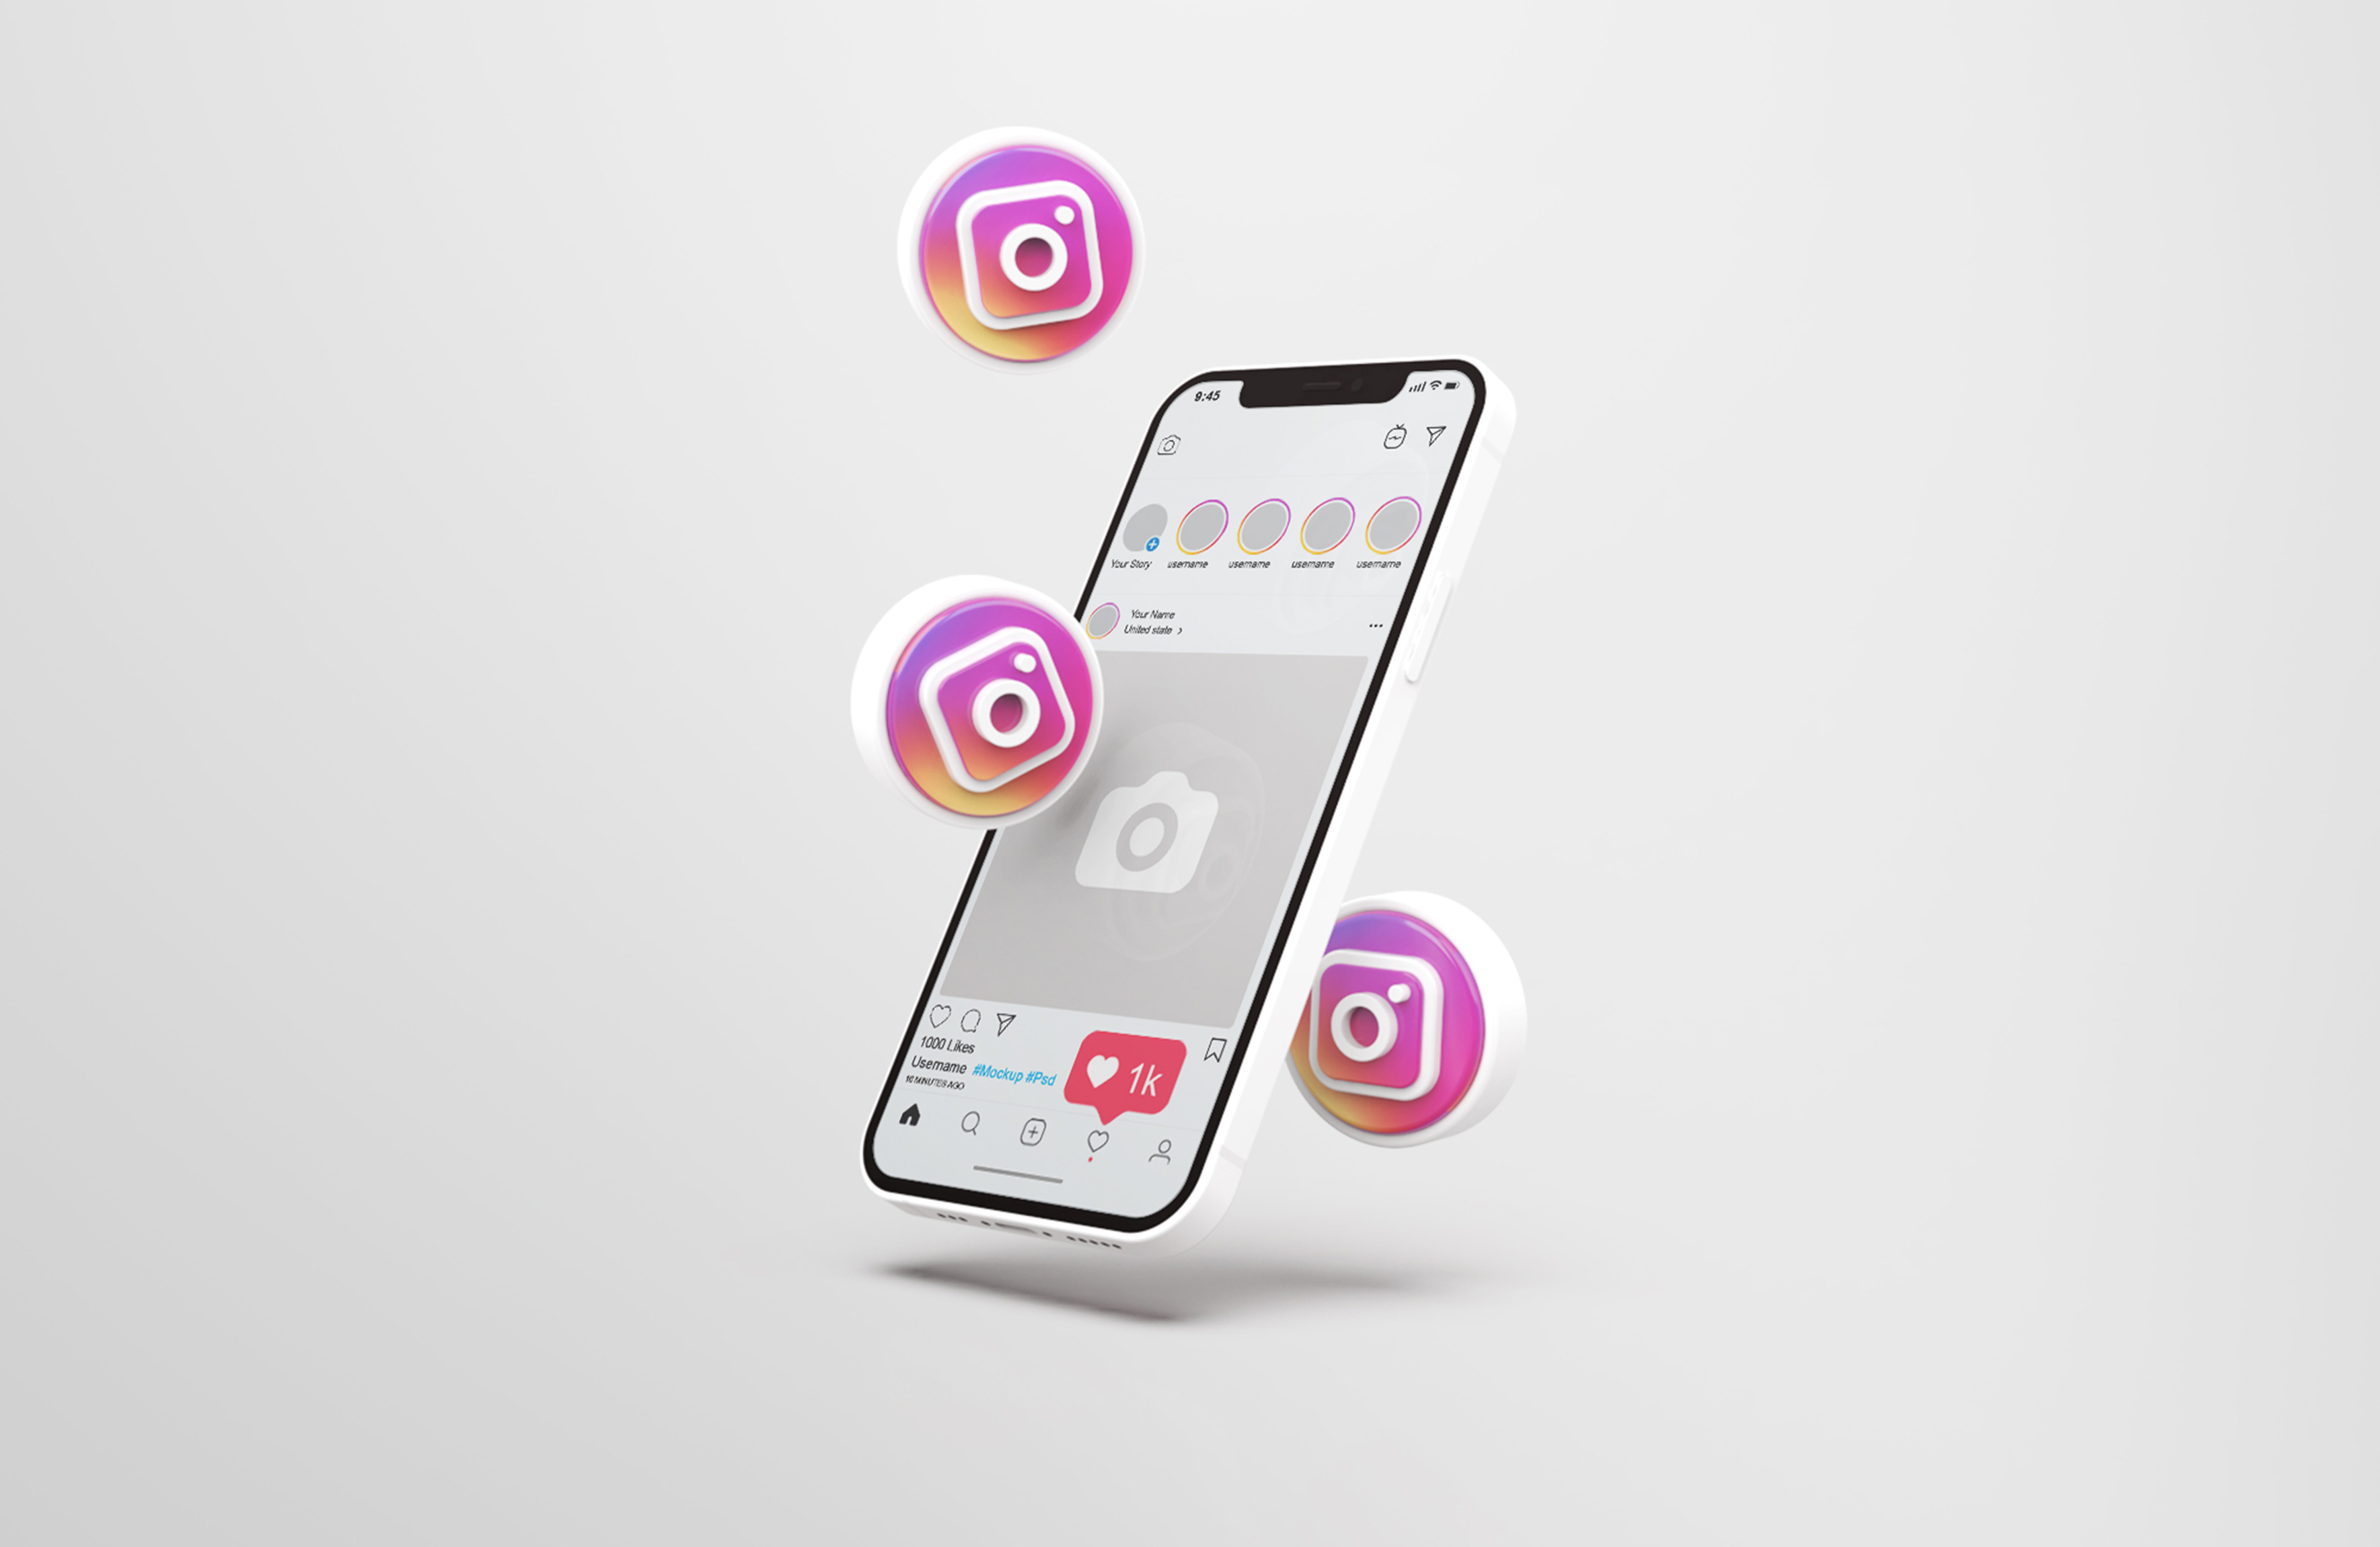 9:45
Your Story username username username username
Your Name
United state >
1000 Likes
Username #Mockup #Psd
1k
16 MINUTES AGO